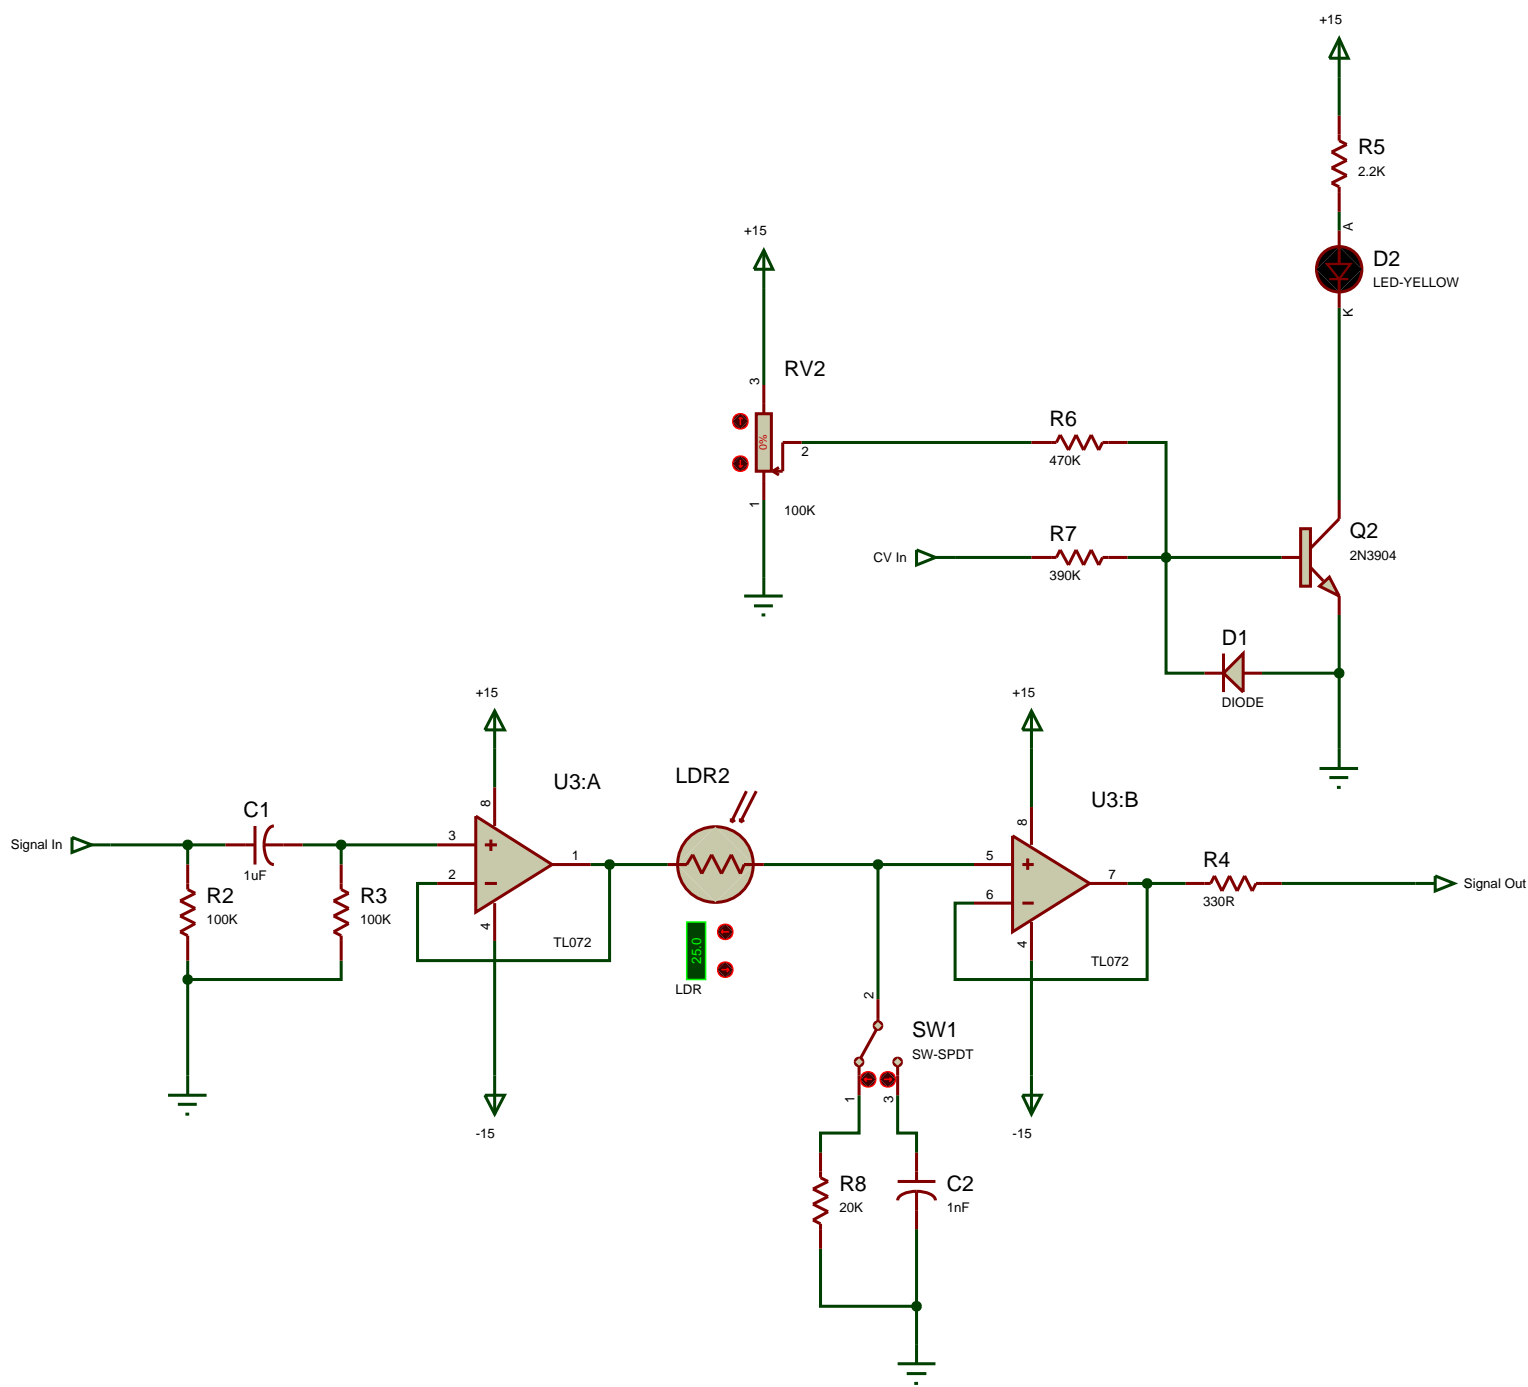 +15
R5
2.2K
A
D2
LED-YELLOW
K
+15
RV2
3
0%
2
1
100K
R6
470K
R7
390K
CV In
Q2
2N3904
D1
DIODE
+15
+15
U3:A
LDR2
U3:B
8
8
C1
Signal In
1uF
3
2
1
4
R2
100K
R3
100K
TL072
25.0
LDR
5
6
7
4
TL072
R4
330R
Signal Out
2
SW1
SW-SPDT
1
3
-15
-15
R8
20K
C2
1nF